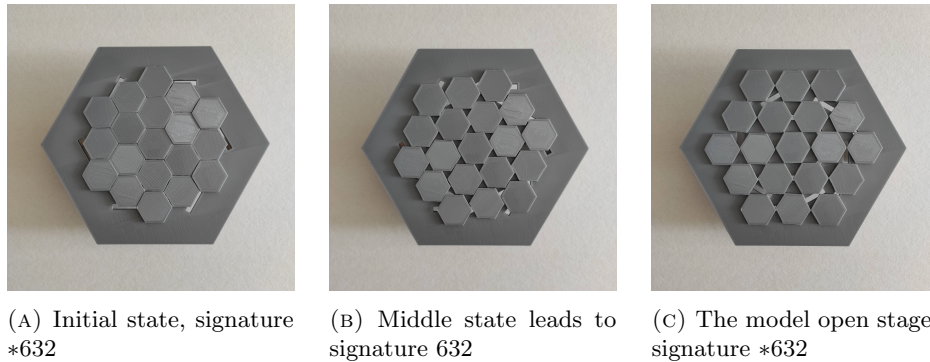 (A) Initial state, signature
*632
(B) Middle state leads to
signature 632
(C) The model open stage
signature *632